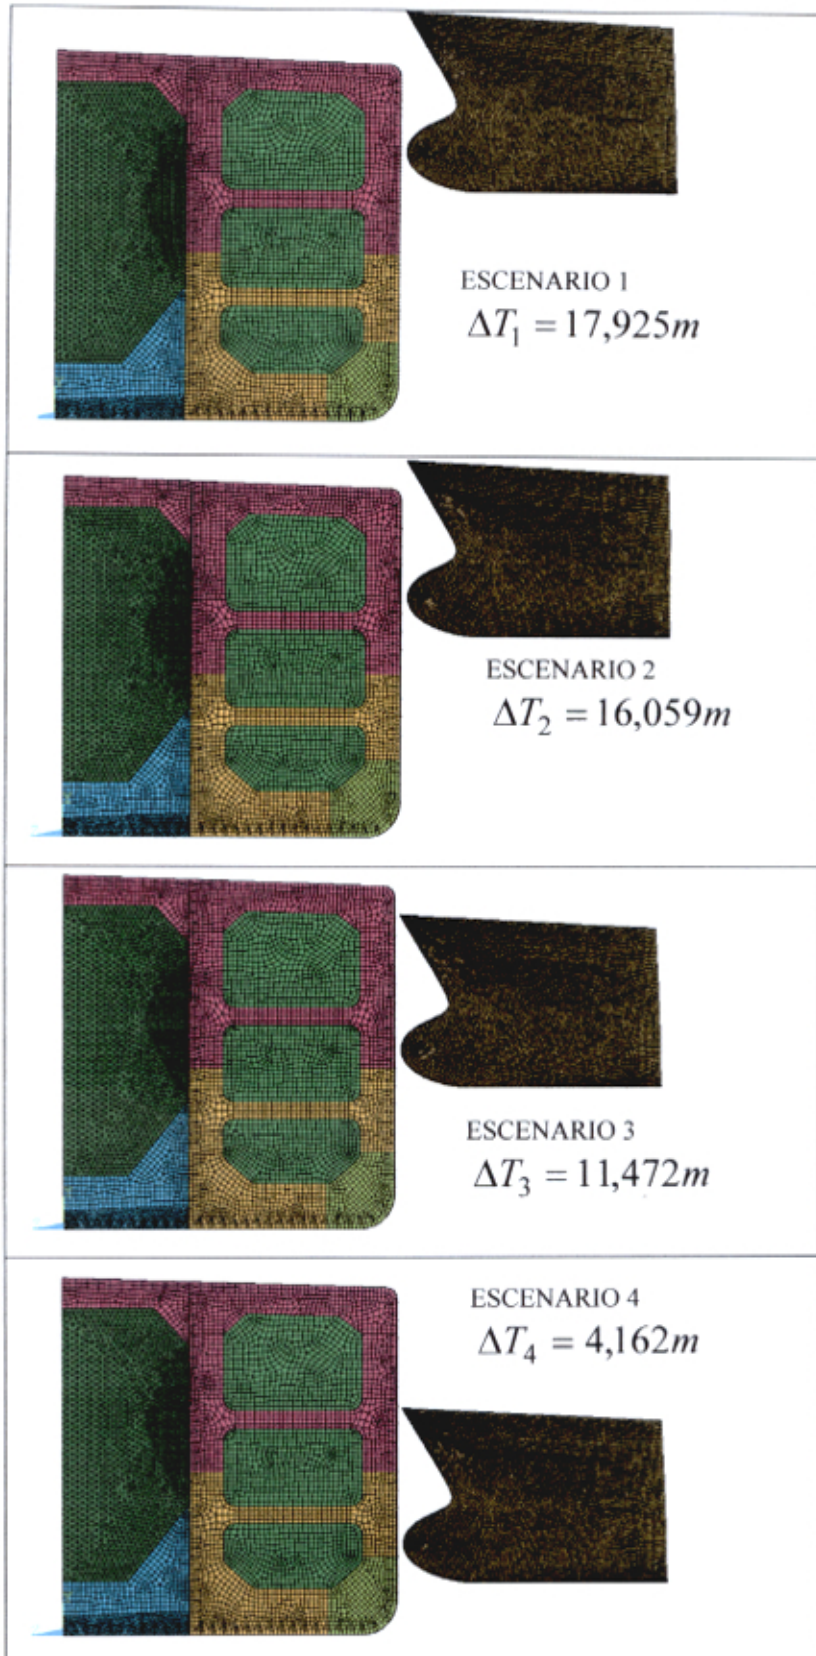 ESCENARIO 1
ΔT₁ = 17,925m
ESCENARIO 2
ΔT₂ = 16,059m
ESCENARIO 3
ΔT₃ = 11,472m
ESCENARIO 4
ΔT₄ = 4,162m